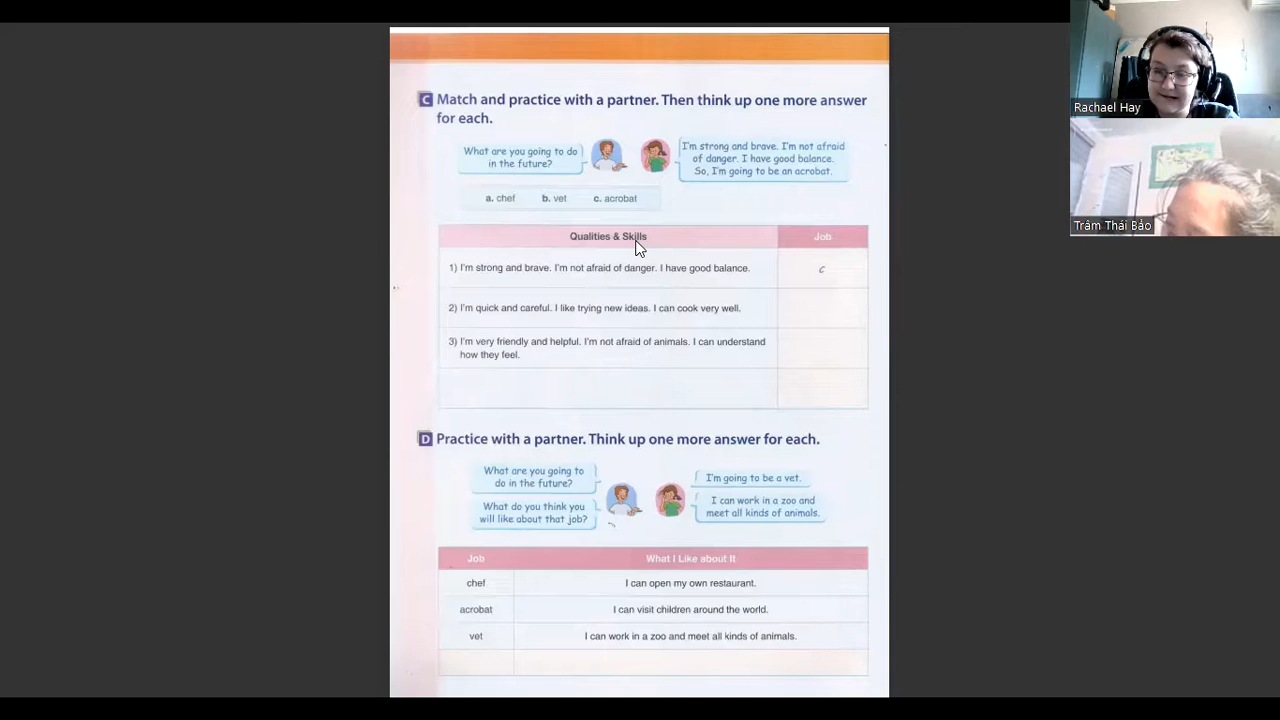 C Match and practice with a partner. Then think up one more answer
for each.
What are you going to do
in the future?
I'm strong and brave. I'm not afraid
of danger. I have good balance.
So, I'm going to be an acrobat.
a. chef b. vet c. acrobat
Qualities & Skills Job
1) I'm strong and brave. I'm not afraid of danger. I have good balance. c
2) I'm quick and careful. I like trying new ideas. I can cook very well.
3) I'm very friendly and helpful. I'm not afraid of animals. I can understand
how they feel.
D Practice with a partner. Think up one more answer for each.
What are you going to
do in the future?
I'm going to be a vet.
What do you think you
will like about that job?
I can work in a zoo and
meet all kinds of animals.
Job What I Like about It
chef I can open my own restaurant.
acrobat I can visit children around the world.
vet I can work in a zoo and meet all kinds of animals.
Rachael Hay
Trâm Thái Bảo